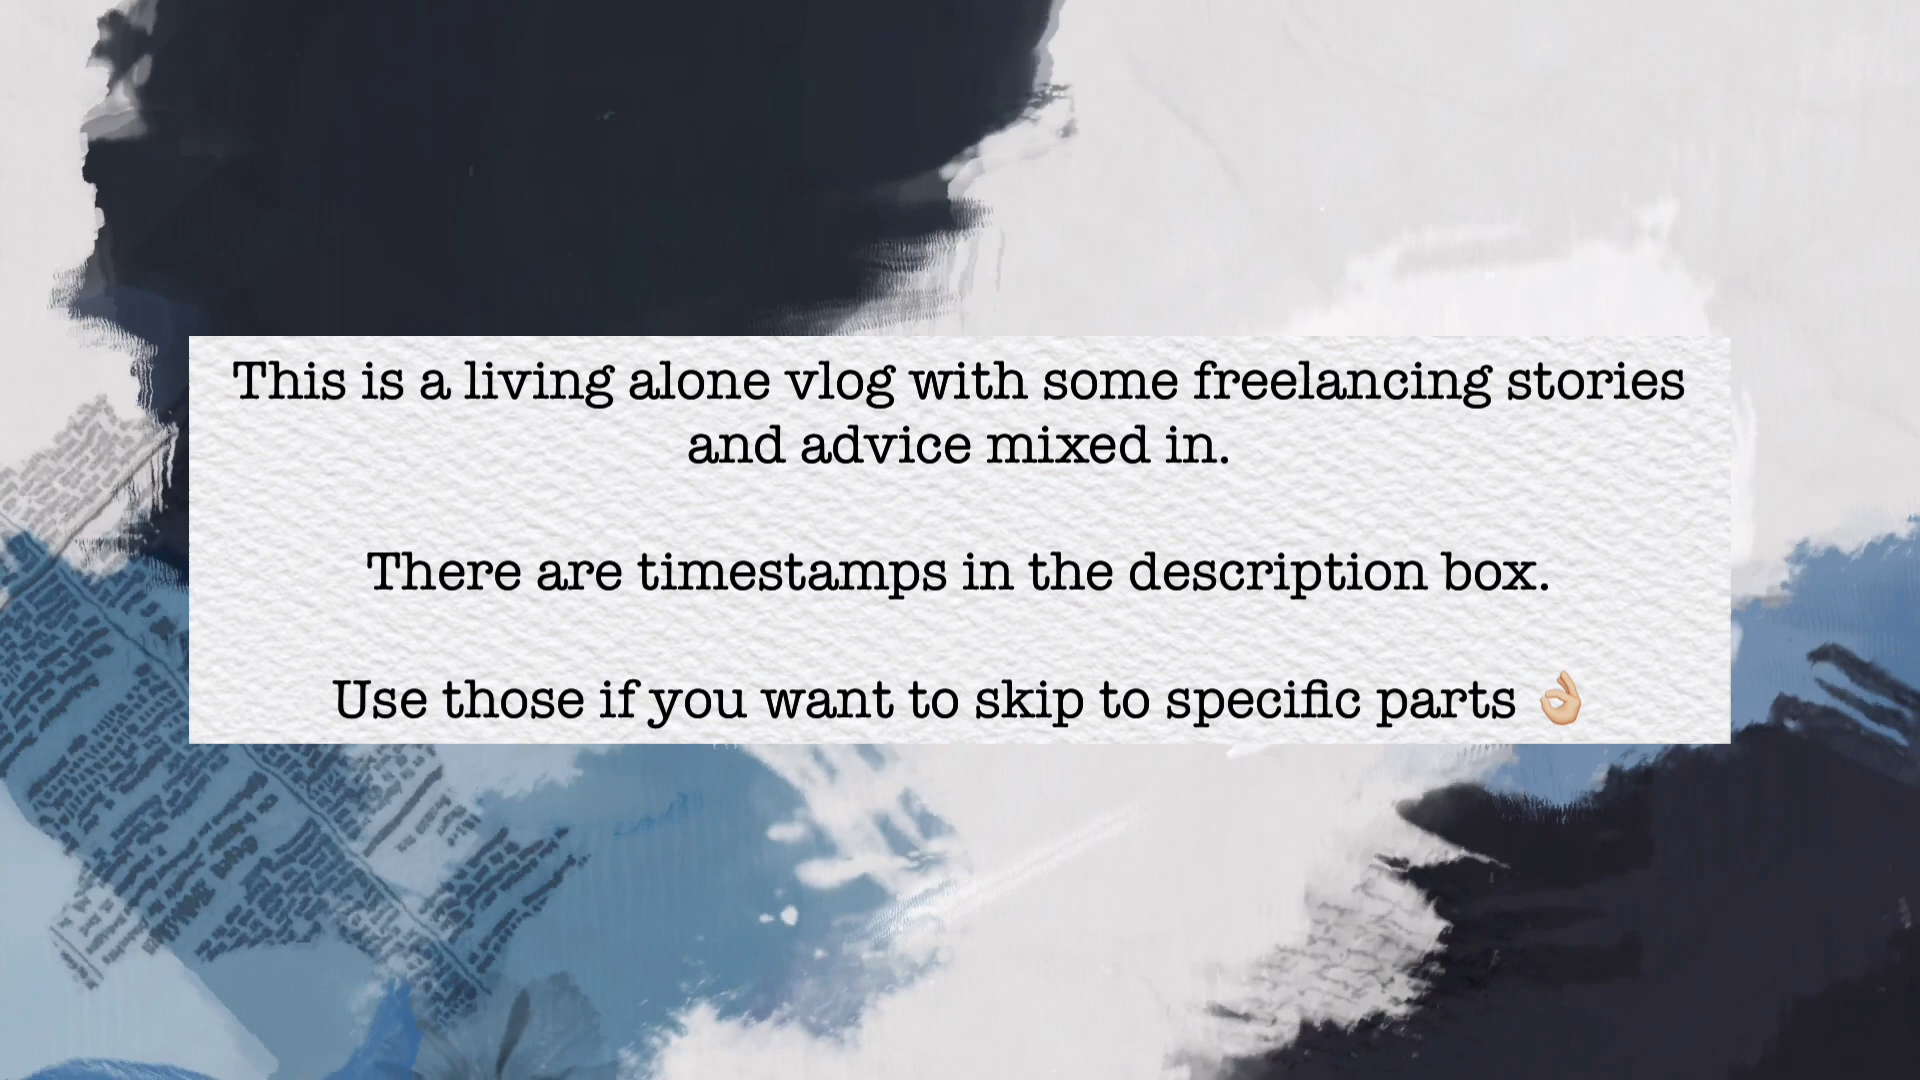 This is a living alone vlog with some freelancing stories
and advice mixed in.
There are timestamps in the description box.
Use those if you want to skip to specific parts 👌🏼